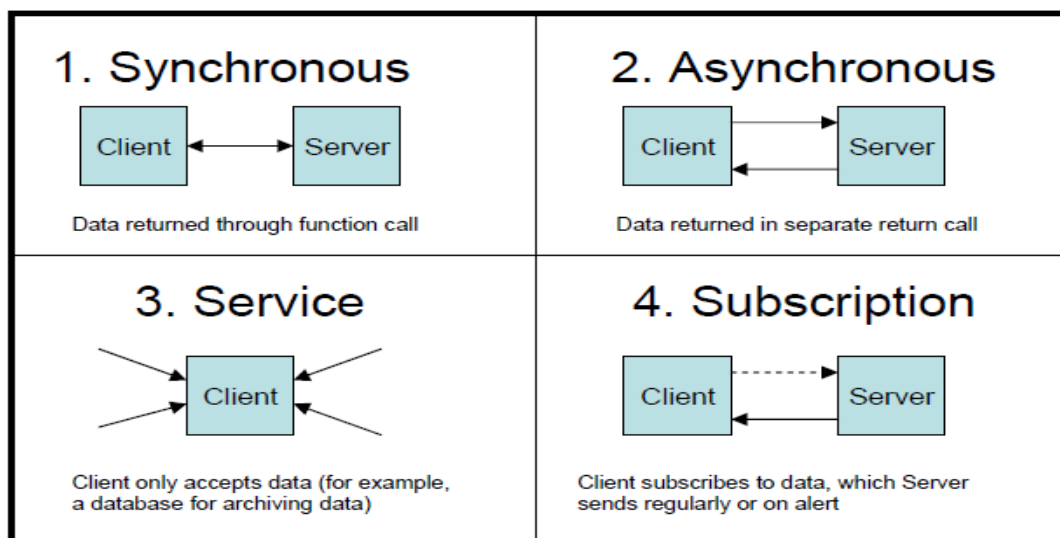 1. Synchronous
Client
Server
Data returned through function call
2. Asynchronous
Client
Server
Data returned in separate return call
3. Service
Client
Client only accepts data (for example,
a database for archiving data)
4. Subscription
Client
Server
Client subscribes to data, which Server
sends regularly or on alert